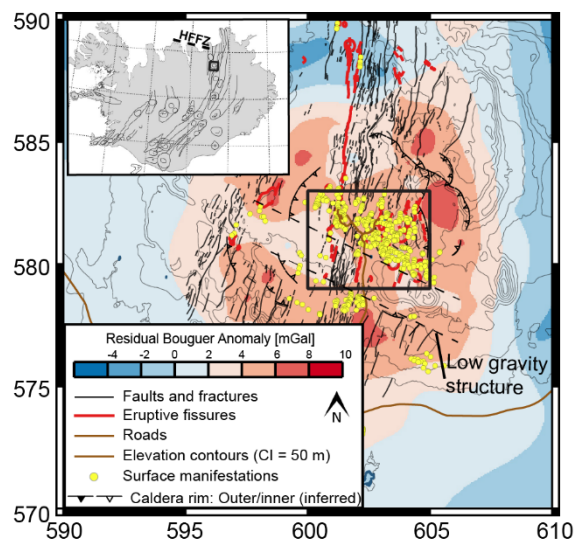 590
585
580
575
570
590
595
600
605
610
HFFZ
Low gravity
structure
Residual Bouguer Anomaly [mGal]
-4 -2 0 2 4 6 8 10
Faults and fractures
Eruptive fissures
Roads
Elevation contours (CI = 50 m)
Surface manifestations
Caldera rim: Outer/inner (inferred)
N